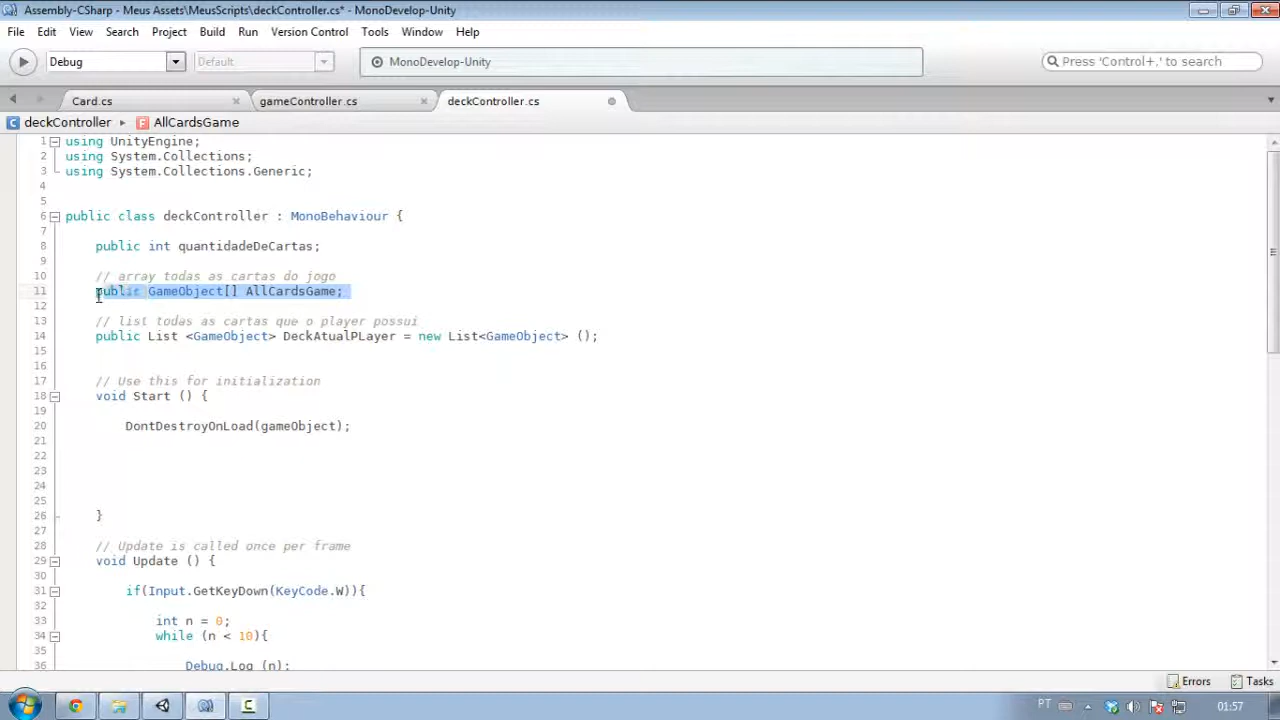 Assembly-CSharp - Meus Assets\MeusScripts\deckController.cs* - MonoDevelop-Unity
File Edit View Search Project Build Run Version Control Tools Window Help
Debug Default MonoDevelop-Unity Press 'Control+,' to search
Card.cs gameController.cs deckController.cs
deckController ▸ AllCardsGame
1 using UnityEngine;
2 using System.Collections;
3 using System.Collections.Generic;
4
5
6 public class deckController : MonoBehaviour {
7
8 public int quantidadeDeCartas;
9
10 // array todas as cartas do jogo
11 public GameObject[] AllCardsGame;
12
13 // list todas as cartas que o player possui
14 public List <GameObject> DeckAtualPLayer = new List<GameObject> ();
15
16
17 // Use this for initialization
18 void Start () {
19
20 DontDestroyOnLoad(gameObject);
21
22
23
24
25
26 }
27
28 // Update is called once per frame
29 void Update () {
30
31 if(Input.GetKeyDown(KeyCode.W)){
32
33 int n = 0;
34 while (n < 10){
35
36 Debug.Log (n);
Errors Tasks
PT 01:57